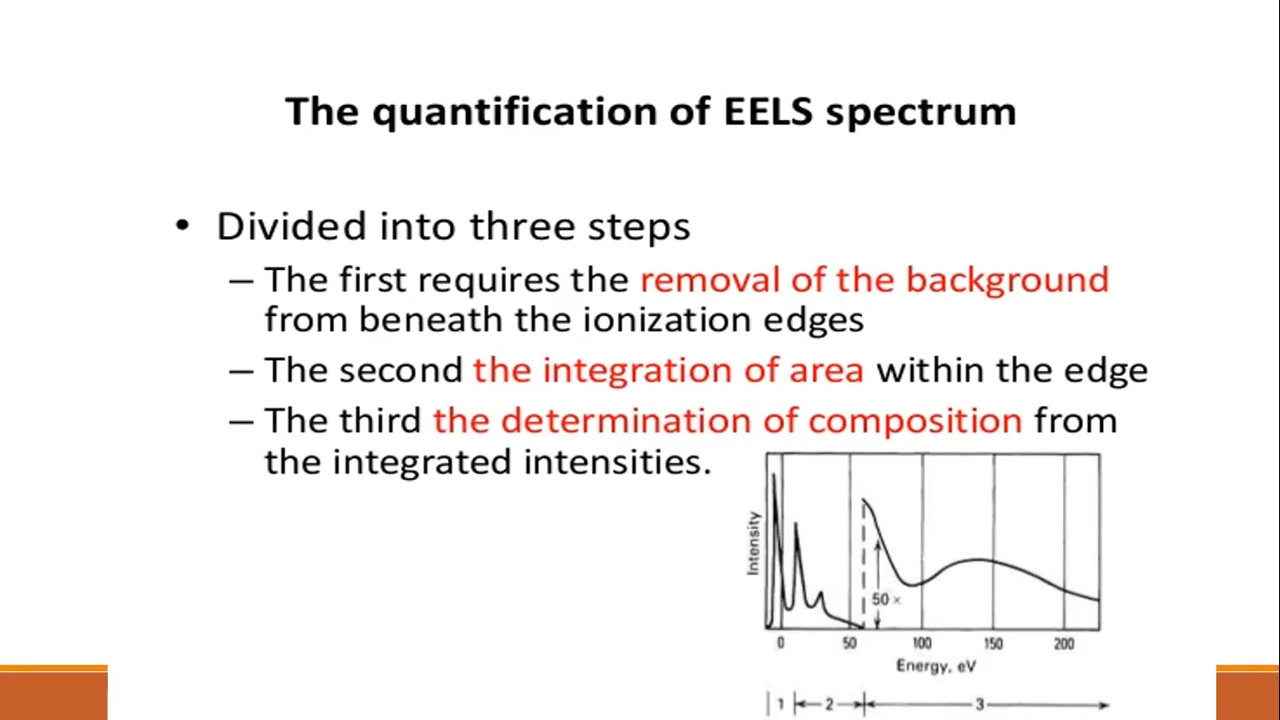 The quantification of EELS spectrum
• Divided into three steps
– The first requires the removal of the background
from beneath the ionization edges
– The second the integration of area within the edge
– The third the determination of composition from
the integrated intensities.
Intensity
50 ×
0 50 100 150 200
Energy, eV
1 2 3